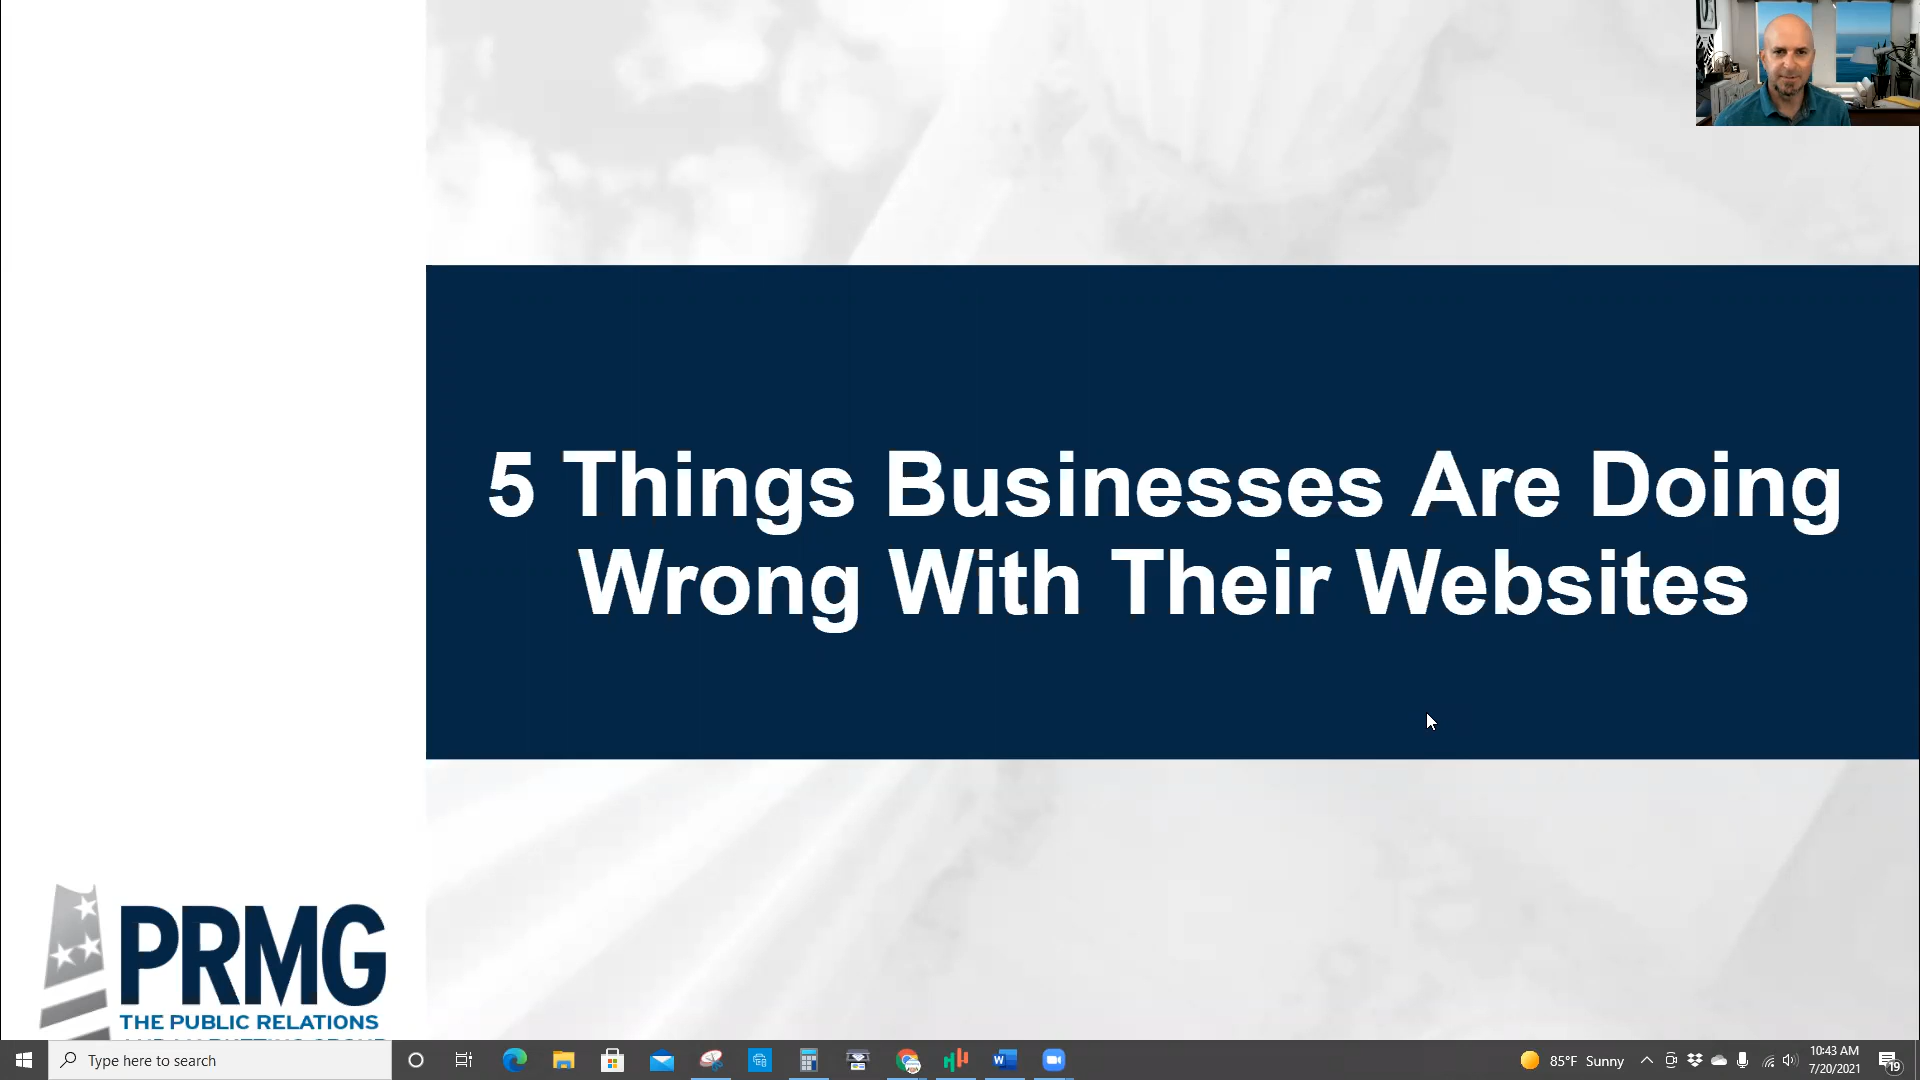 5 Things Businesses Are Doing
Wrong With Their Websites
PRMG
THE PUBLIC RELATIONS
Type here to search
85°F Sunny
10:43 AM
7/20/2021
19